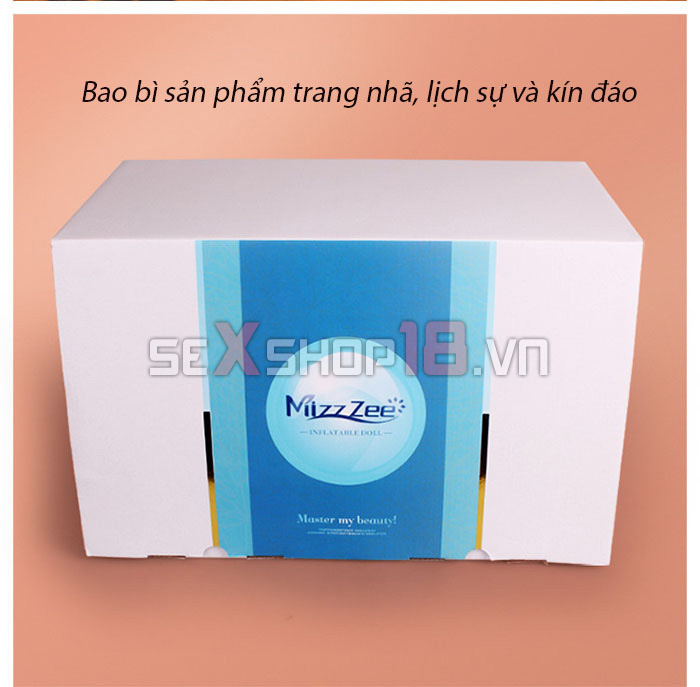 Bao bì sản phẩm trang nhã, lịch sự và kín đáo
sexshop18.vn
MizzZee
INFLATABLE DOLL
Master my beauty!